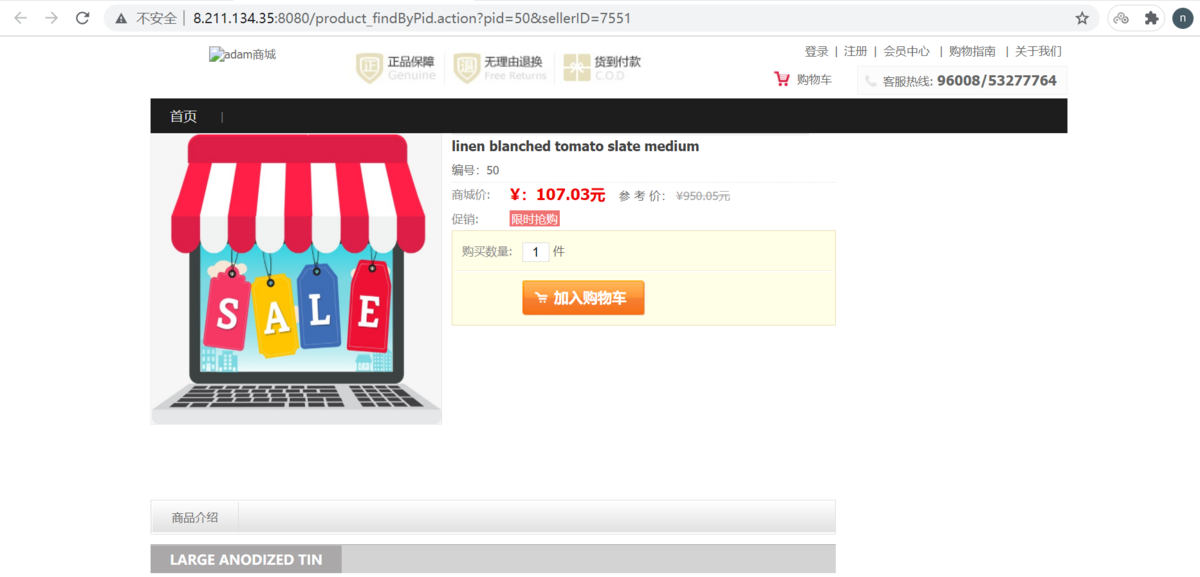 不安全 | 8.211.134.35:8080/product_findByPid.action?pid=50&sellerID=7551
n
adam商城
正 正品保障 Genuine
无理由退换 Free Returns
货到付款 C.O.D
登录 | 注册 | 会员中心 | 购物指南 | 关于我们
购物车
客服热线: 96008/53277764
首页 |
SALE
linen blanched tomato slate medium
编号: 50
商城价: ¥: 107.03元 参 考 价: ¥950.05元
促销: 限时抢购
购买数量: 1 件
加入购物车
商品介绍
LARGE ANODIZED TIN